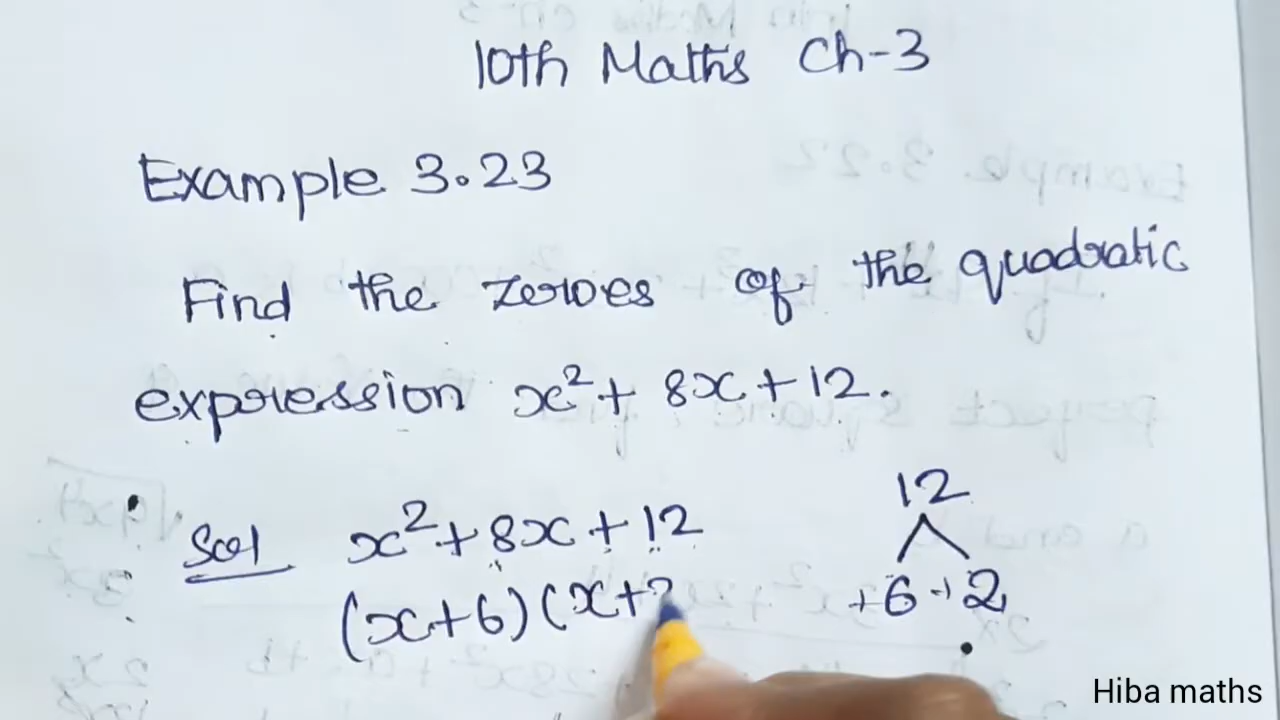 10th Maths Ch-3
Example 3.23
Find the zeroes of the quadratic
expression x² + 8x + 12.
Sol x² + 8x + 12
12
(x+6)(x+
+6 + 2
Hiba maths